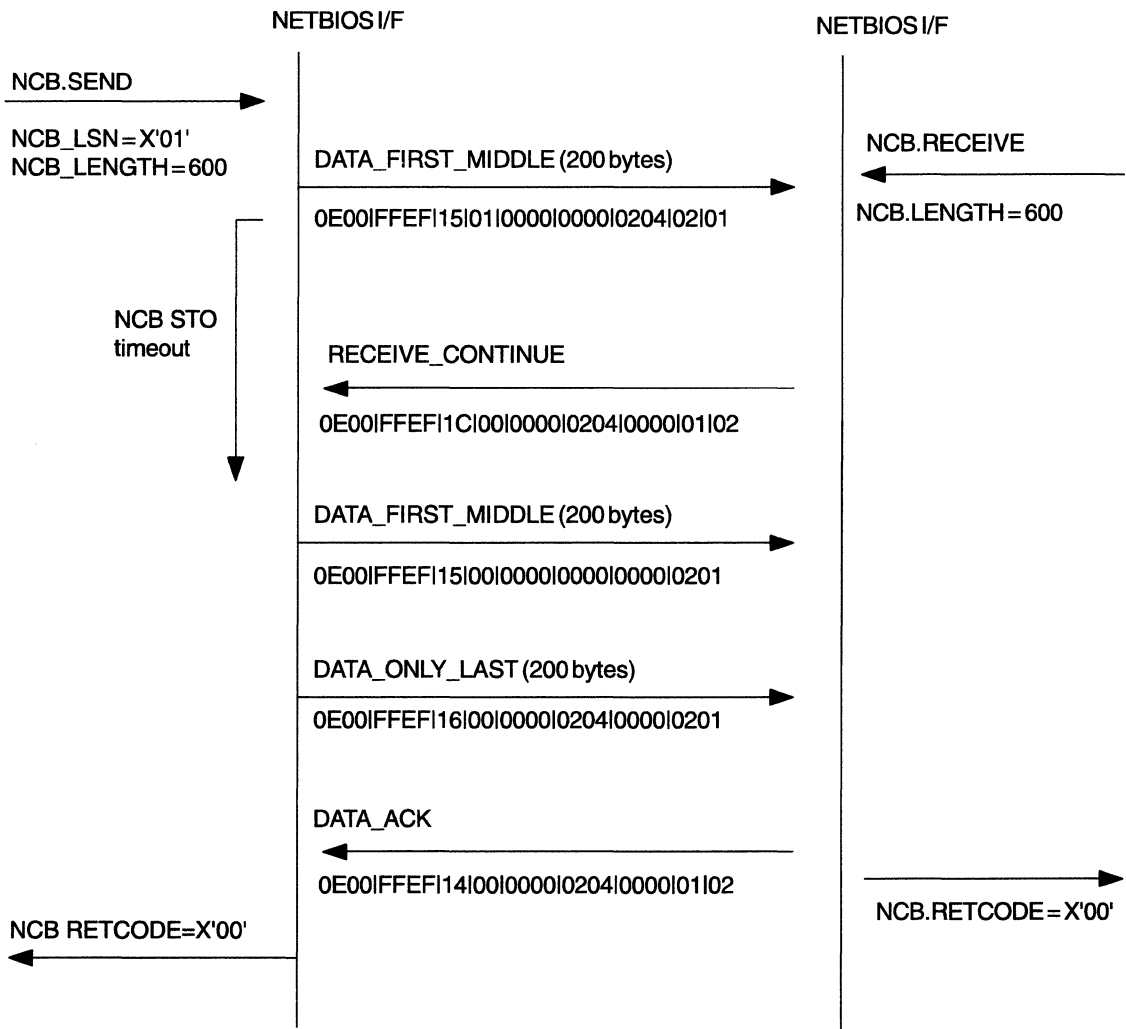 NETBIOS I/F
NETBIOS I/F
NCB.SEND
NCB_LSN=X'01'
NCB_LENGTH=600
DATA_FIRST_MIDDLE (200 bytes)
NCB.RECEIVE
0E00|FFEF|15|01|0000|0000|0204|02|01
NCB.LENGTH=600
NCB STO
timeout
RECEIVE_CONTINUE
0E00|FFEF|1C|00|0000|0204|0000|01|02
DATA_FIRST_MIDDLE (200 bytes)
0E00|FFEF|15|00|0000|0000|0000|0201
DATA_ONLY_LAST (200 bytes)
0E00|FFEF|16|00|0000|0204|0000|0201
DATA_ACK
0E00|FFEF|14|00|0000|0204|0000|01|02
NCB.RETCODE=X'00'
NCB RETCODE=X'00'